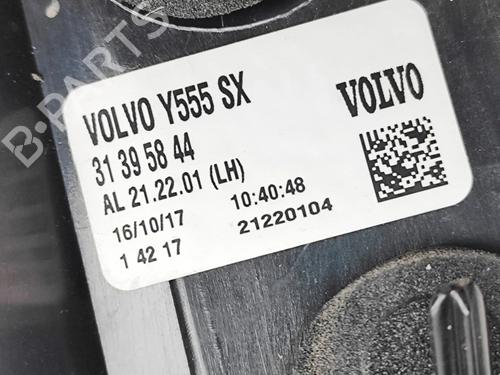 B-PARTS
VOLVO Y555 SX
VOLVO
31 39 58 44
AL 21.22.01 (LH)
16/10/17 10:40:48
1 42 17 21220104